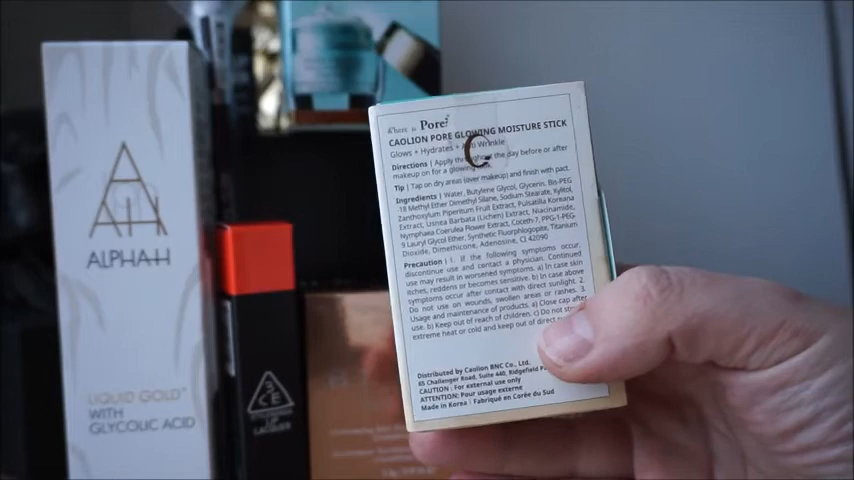 ALPHA-H
LIQUID GOLD™
WITH
GLYCOLIC ACID
3
CE
LIP
LACQUER
Where is Pore?
CAOLION PORE GLOWING MOISTURE STICK
Glows + Hydrates + Wrinkle
Directions | Apply the day before or after
makeup on for a glowing
Tip | Tap on dry areas (over makeup) and finish with pact.
Ingredients | Water, Butylene Glycol, Glycerin, Bis-PEG
18 Methyl Ether Dimethyl Silane, Sodium Stearate, Xylitol,
Zanthoxylum Piperitum Fruit Extract, Pulsatilla Koreana
Extract, Usnea Barbata (Lichen) Extract, Niacinamide,
Nymphaea Coerulea Flower Extract, Ceteth-7, PPG-1-PEG
9 Lauryl Glycol Ether, Synthetic Fluorphlogopite, Titanium
Dioxide, Dimethicone, Adenosine, CI 42090
Precaution | 1. If the following symptoms occur,
discontinue use and contact a physician. Continued
use may result in worsened symptoms. a) In case skin
itches, reddens or becomes sensitive. b) In case above
symptoms occur after contact with direct sunlight. 2.
Do not use on wounds, swollen areas or rashes. 3.
Usage and maintenance of products. a) Close cap after
use. b) Keep out of reach of children. c) Do not
extreme heat or cold and keep out of direct
Distributed by Caolion BNC Co., Ltd.
65 Challenger Road, Suite 440, Ridgefield
CAUTION : For external use only
ATTENTION: Pour usage externe
Made in Korea | Fabriqué en Corée du Sud